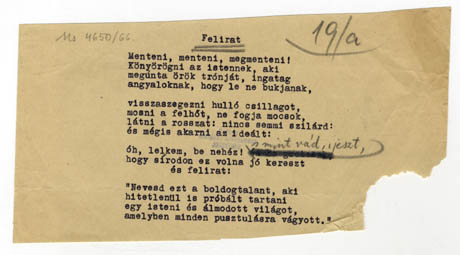 Ms 4650/66.
19/a
Felirat
Menteni, menteni, megmenteni!
Könyörögni az istennek, aki
megúnta örök trónját, ingatag
angyaloknak, hogy le ne bukjanak,
visszaszegezni hulló csillagot,
mosni a felhőt, ne fogja mocsok,
látni a rosszat: nincs semmi szilárd:
és mégis akarni az ideált:
óh, lelkem, be nehéz! s mint vád, ijeszt,
hogy sírodon ez volna jó kereszt
és felirat:
"Nevesd ezt a boldogtalant, aki
hitetlenül is próbált tartani
egy isteni és álmodott világot,
amelyben minden pusztulásra vágyott."